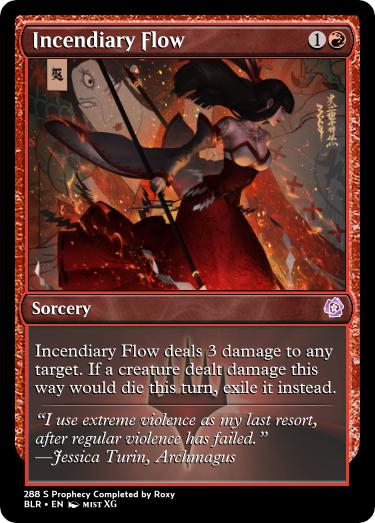 Incendiary Flow
1
Sorcery
Incendiary Flow deals 3 damage to any
target. If a creature dealt damage this
way would die this turn, exile it instead.
“I use extreme violence as my last resort,
after regular violence has failed.”
—Jessica Turin, Archmagus
288 S Prophecy Completed by Roxy
BLR • EN MIST XG